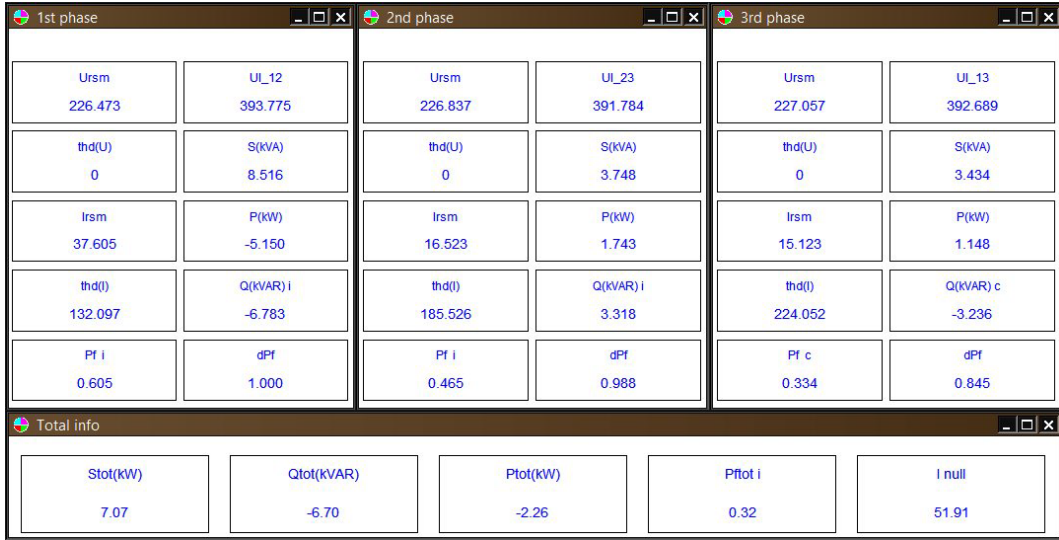 1st phase
Ursm UI_12
226.473 393.775
thd(U) S(kVA)
0 8.516
Irsm P(kW)
37.605 -5.150
thd(I) Q(kVAR) i
132.097 -6.783
Pf i dPf
0.605 1.000
2nd phase
Ursm UI_23
226.837 391.784
thd(U) S(kVA)
0 3.748
Irsm P(kW)
16.523 1.743
thd(I) Q(kVAR) i
185.526 3.318
Pf i dPf
0.465 0.988
3rd phase
Ursm UI_13
227.057 392.689
thd(U) S(kVA)
0 3.434
Irsm P(kW)
15.123 1.148
thd(I) Q(kVAR) c
224.052 -3.236
Pf c dPf
0.334 0.845
Total info
Stot(kW) Qtot(kVAR) Ptot(kW) Pftot i I null
7.07 -6.70 -2.26 0.32 51.91